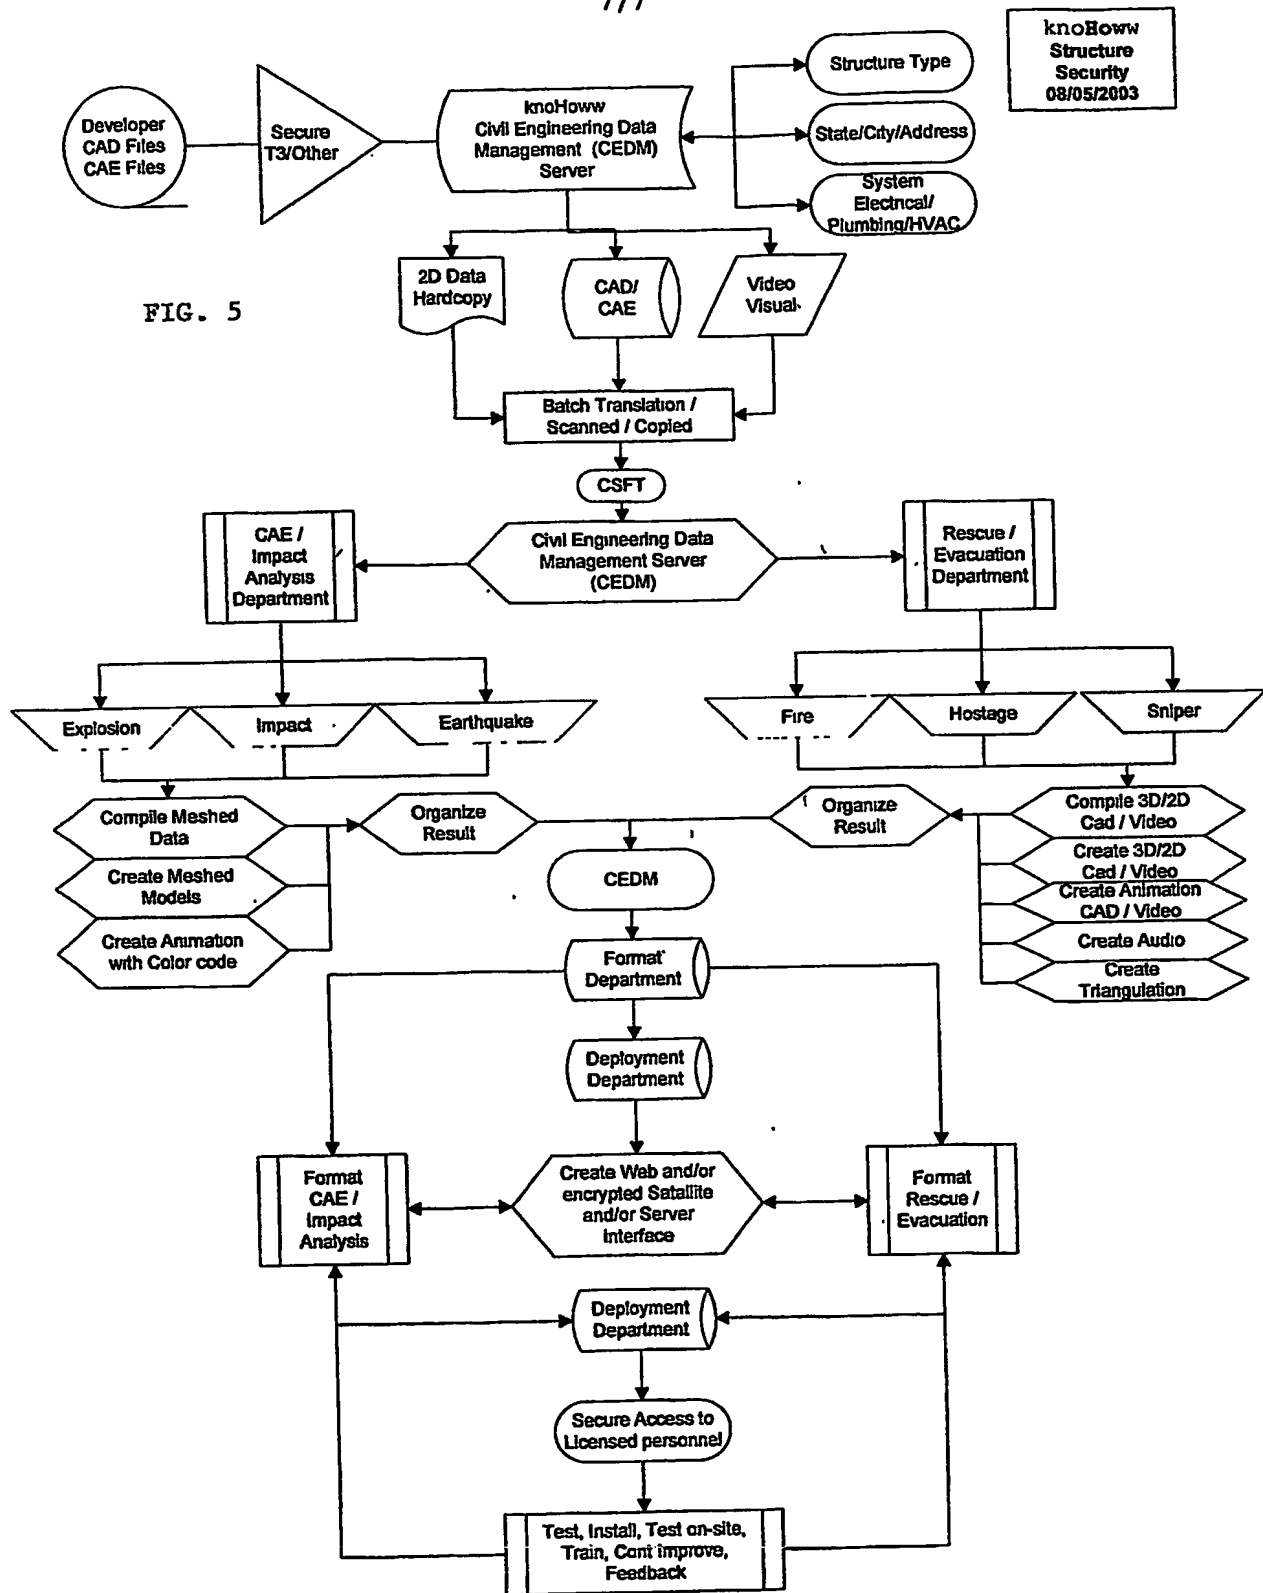 knoHoww
Structure
Security
08/05/2003
Developer
CAD Files
CAE Files
Secure
T3/Other
knoHoww
Civil Engineering Data
Management (CEDM)
Server
Structure Type
State/City/Address
System
Electrical/
Plumbing/HVAC
FIG. 5
2D Data
Hardcopy
CAD/
CAE
Video
Visual
Batch Translation /
Scanned / Copied
CSFT
CAE /
Impact
Analysis
Department
Civil Engineering Data
Management Server
(CEDM)
Rescue /
Evacuation
Department
Explosion
Impact
Earthquake
Fire
Hostage
Sniper
Compile Meshed
Data
Create Meshed
Models
Create Animation
with Color code
Organize
Result
Organize
Result
Compile 3D/2D
Cad / Video
Create 3D/2D
Cad / Video
Create Animation
CAD / Video
Create Audio
Create
Triangulation
CEDM
Format
Department
Deployment
Department
Format
CAE /
Impact
Analysis
Create Web and/or
encrypted Satallite
and/or Server
Interface
Format
Rescue /
Evacuation
Deployment
Department
Secure Access to
Licensed personnel
Test, Install, Test on-site,
Train, Cont improve,
Feedback